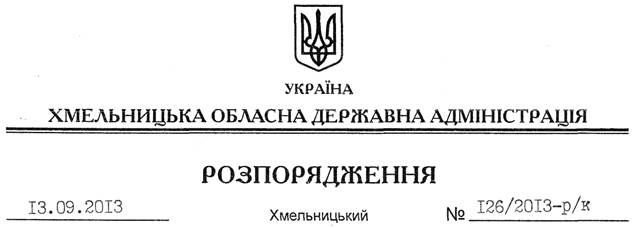 УКРАЇНА
ХМЕЛЬНИЦЬКА ОБЛАСНА ДЕРЖАВНА АДМІНІСТРАЦІЯ
РОЗПОРЯДЖЕННЯ
13.09.2013 Хмельницький № 126/2013-р/к